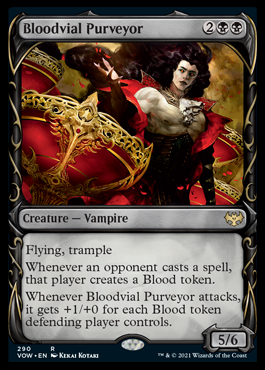 Bloodvial Purveyor 2
Creature — Vampire
Flying, trample
Whenever an opponent casts a spell,
that player creates a Blood token.
Whenever Bloodvial Purveyor attacks,
it gets +1/+0 for each Blood token
defending player controls.
5/6
290 R
VOW • EN KEKAI KOTAKI
™ & © 2021 Wizards of the Coast